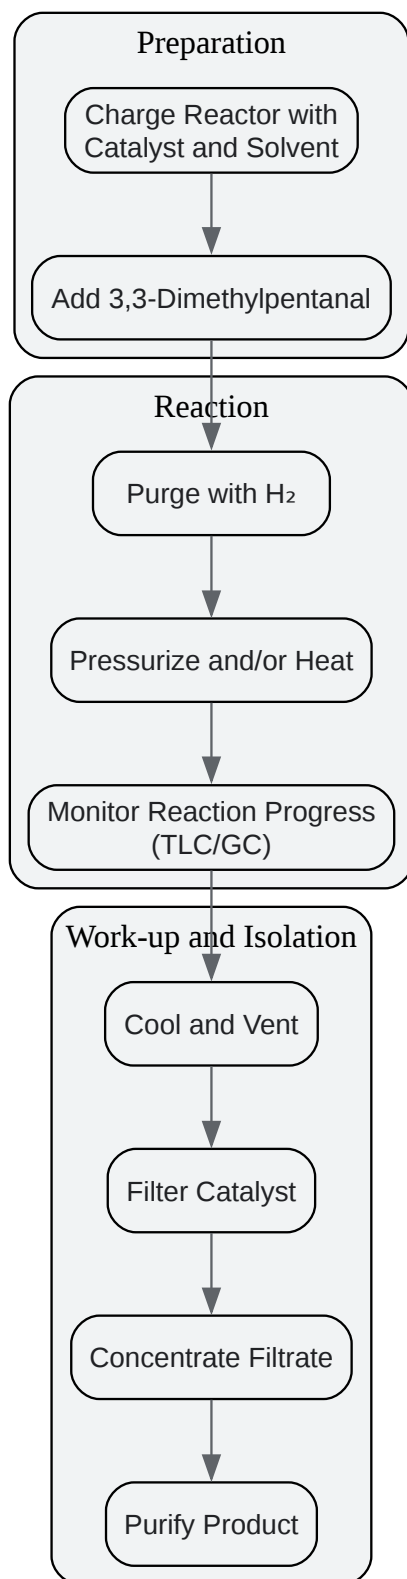 Preparation
Charge Reactor with
Catalyst and Solvent
Add 3,3-Dimethylpentanal
Reaction
Purge with H₂
Pressurize and/or Heat
Monitor Reaction Progress
(TLC/GC)
Work-up and Isolation
Cool and Vent
Filter Catalyst
Concentrate Filtrate
Purify Product